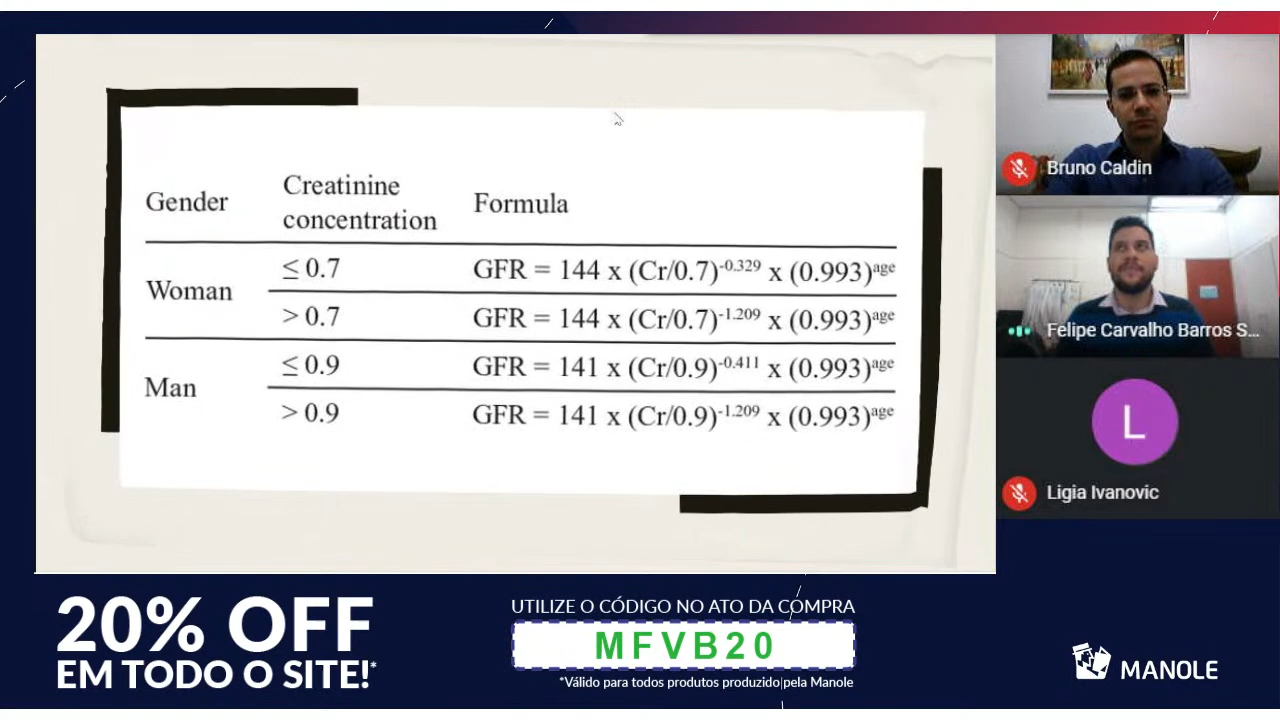 Gender
Creatinine
concentration
Formula
Woman
≤ 0.7
GFR = 144 x (Cr/0.7)^-0.329 x (0.993)^age
> 0.7
GFR = 144 x (Cr/0.7)^-1.209 x (0.993)^age
Man
≤ 0.9
GFR = 141 x (Cr/0.9)^-0.411 x (0.993)^age
> 0.9
GFR = 141 x (Cr/0.9)^-1.209 x (0.993)^age
Bruno Caldin
Felipe Carvalho Barros S...
L
Ligia Ivanovic
20% OFF
EM TODO O SITE!*
UTILIZE O CÓDIGO NO ATO DA COMPRA
MFVB20
*Válido para todos produtos produzido pela Manole
MANOLE